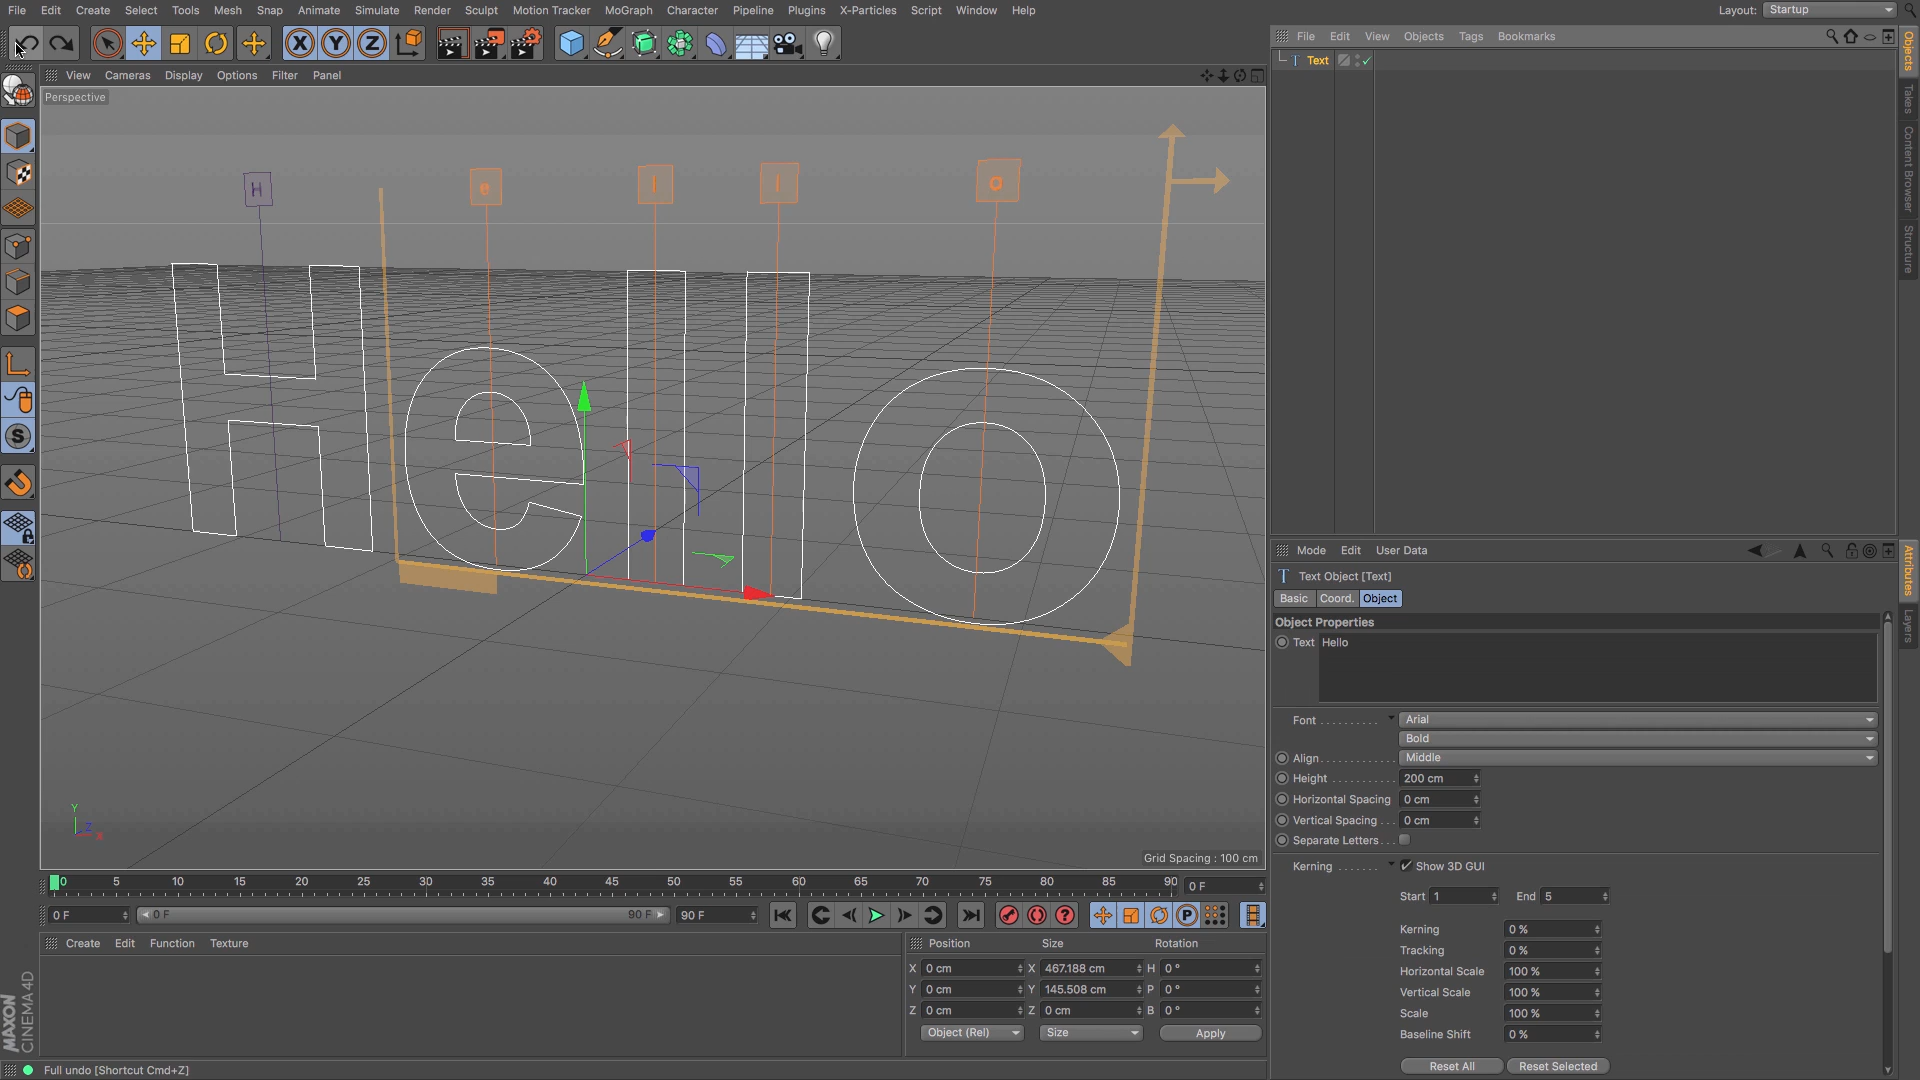 File Edit Create Select Tools Mesh Snap Animate Simulate Render Sculpt Motion Tracker MoGraph Character Pipeline Plugins X-Particles Script Window Help Layout: Startup
File Edit View Objects Tags Bookmarks
Text
View Cameras Display Options Filter Panel
Perspective
H e l l o
Hello
Y Z X
Grid Spacing : 100 cm
Objects
Takes
Content Browser
Structure
Mode Edit User Data
Text Object [Text]
Basic Coord. Object
Object Properties
Text Hello
Font Arial
Bold
Align Middle
Height 200 cm
Horizontal Spacing 0 cm
Vertical Spacing 0 cm
Separate Letters
Kerning Show 3D GUI
Start 1 End 5
Kerning 0 %
Tracking 0 %
Horizontal Scale 100 %
Vertical Scale 100 %
Scale 100 %
Baseline Shift 0 %
Reset All Reset Selected
Attributes
Layers
0 5 10 15 20 25 30 35 40 45 50 55 60 65 70 75 80 85 90 0 F
0 F 0 F 90 F 90 F
Create Edit Function Texture
Position Size Rotation
X 0 cm X 467.188 cm H 0 °
Y 0 cm Y 145.508 cm P 0 °
Z 0 cm Z 0 cm B 0 °
Object (Rel) Size Apply
MAXON
CINEMA 4D
Full undo [Shortcut Cmd+Z]